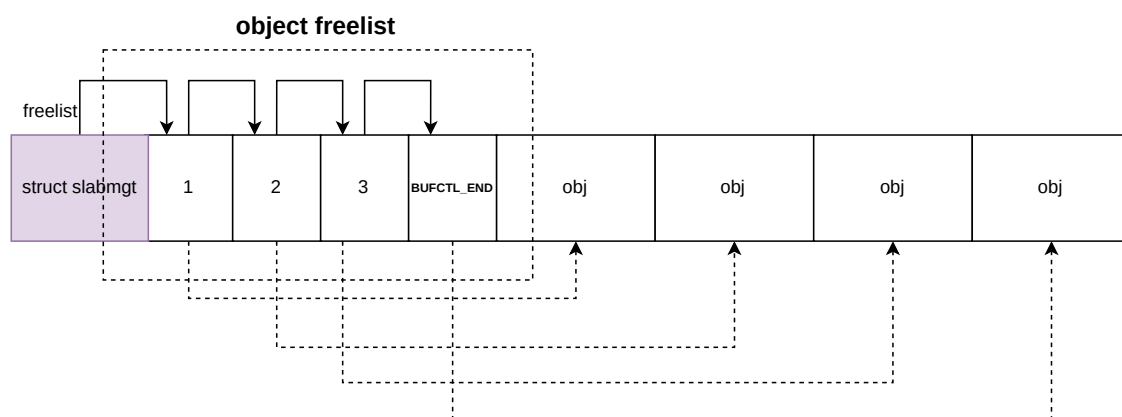 object freelist
freelist
struct slabmgt 1 2 3 BUFCTL_END obj obj obj obj